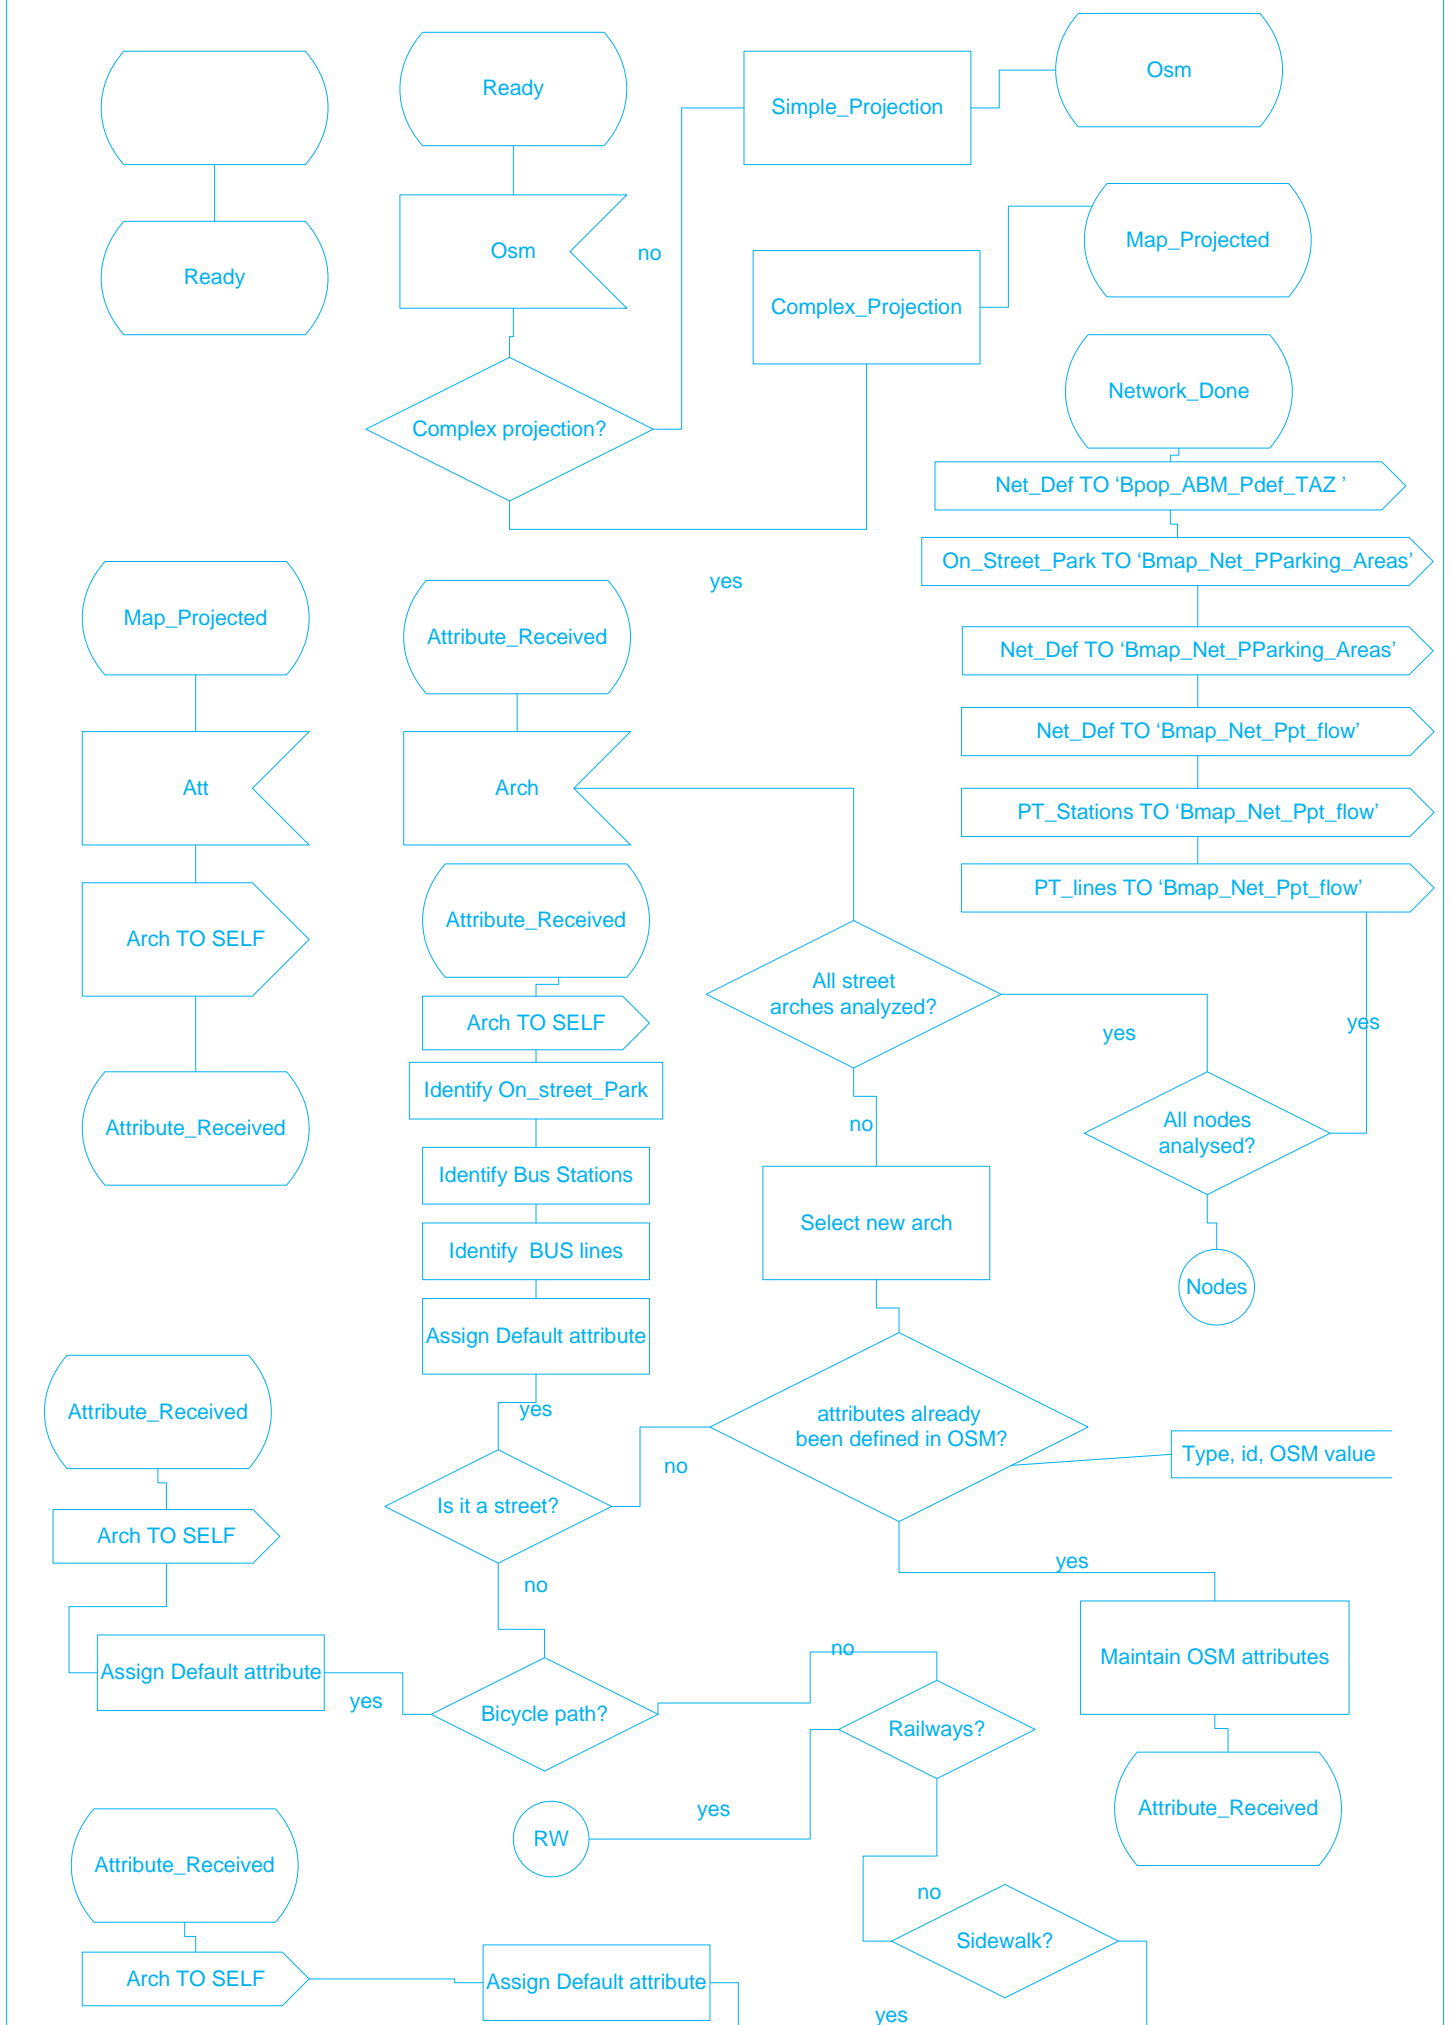 Ready
Ready
Osm
no
Complex projection?
Simple_Projection
Osm
Complex_Projection
Map_Projected
Network_Done
Net_Def TO ‘Bpop_ABM_Pdef_TAZ ’
On_Street_Park TO ‘Bmap_Net_PParking_Areas’
Net_Def TO ‘Bmap_Net_PParking_Areas’
Net_Def TO ‘Bmap_Net_Ppt_flow’
PT_Stations TO ‘Bmap_Net_Ppt_flow’
PT_lines TO ‘Bmap_Net_Ppt_flow’
yes
Map_Projected
Att
Arch TO SELF
Attribute_Received
Attribute_Received
Arch
Attribute_Received
Arch TO SELF
Identify On_street_Park
Identify Bus Stations
Identify  BUS lines
Assign Default attribute
yes
All street
arches analyzed?
yes
yes
no
All nodes
analysed?
Nodes
Select new arch
attributes already
been defined in OSM?
Type, id, OSM value
no
Is it a street?
no
yes
Maintain OSM attributes
Attribute_Received
Attribute_Received
Arch TO SELF
Assign Default attribute
yes
Bicycle path?
no
Railways?
yes
RW
no
Sidewalk?
yes
Attribute_Received
Arch TO SELF
Assign Default attribute